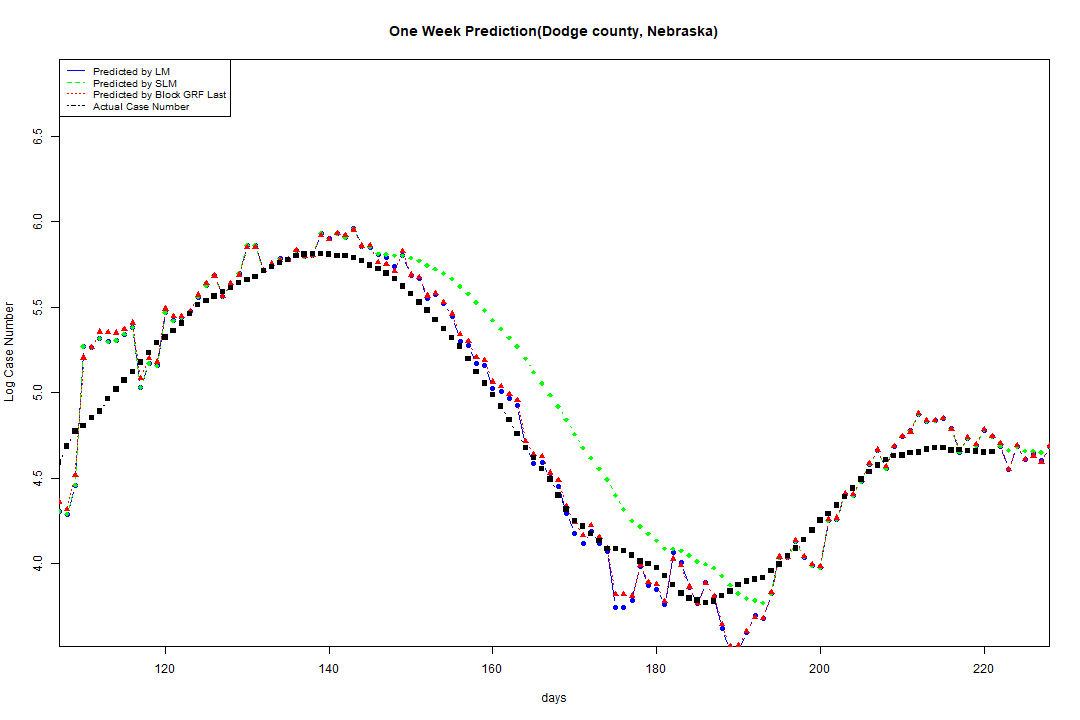 One Week Prediction(Dodge county, Nebraska)
Predicted by LM
Predicted by SLM
Predicted by Block GRF Last
Actual Case Number
6.5
6.0
5.5
5.0
4.5
4.0
Log Case Number
120 140 160 180 200 220
days